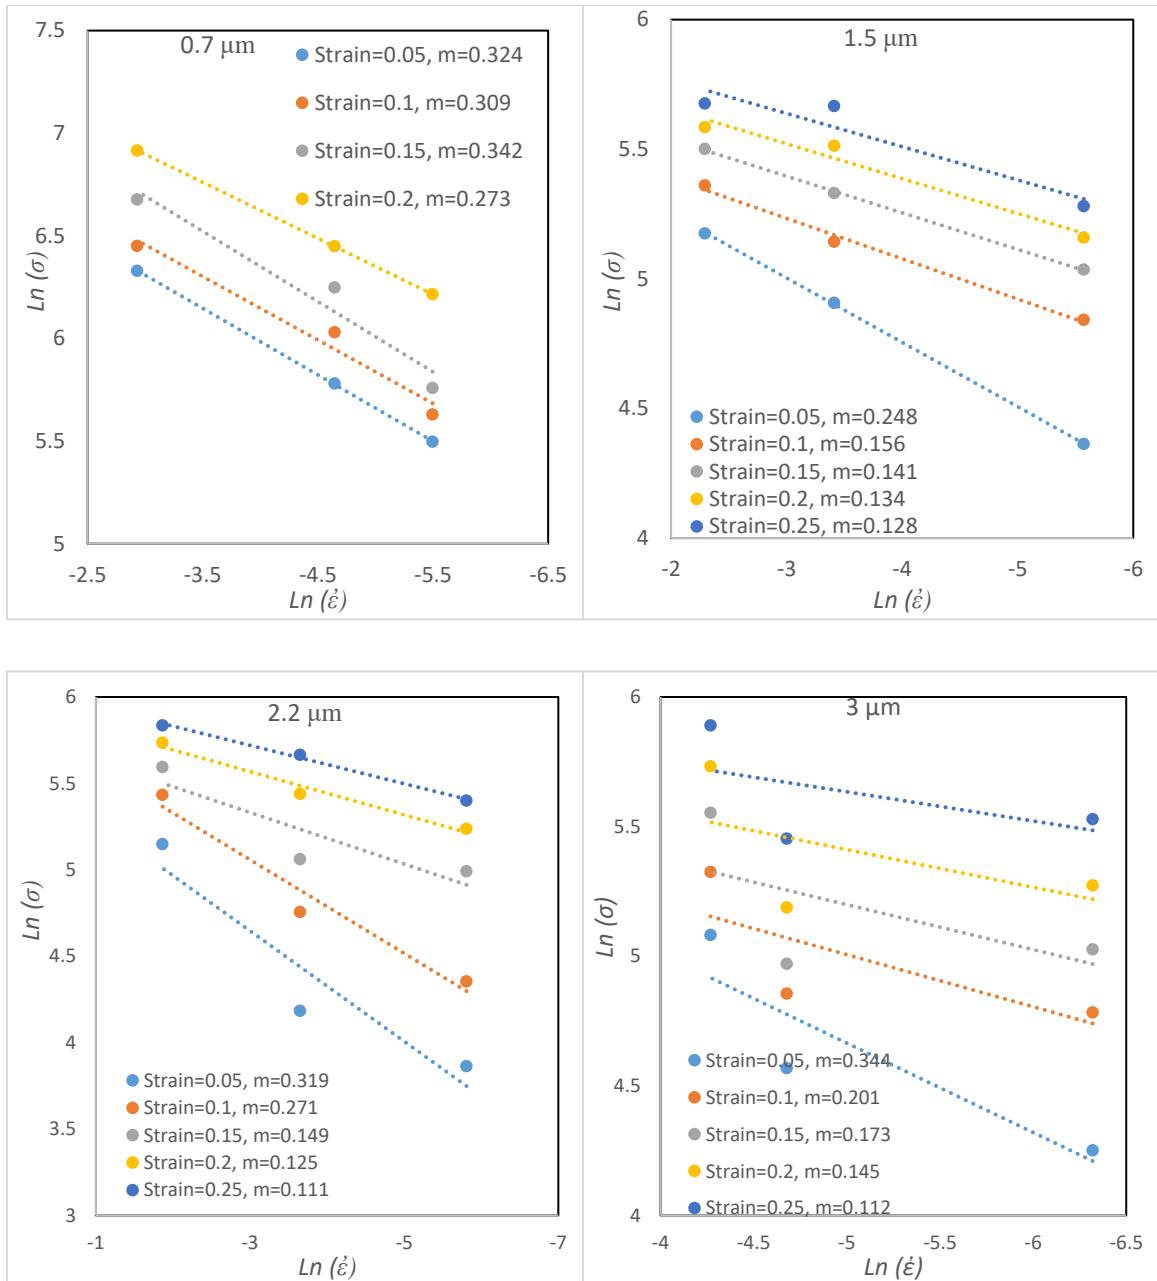 0.7 μm
7.5
7
6.5
6
5.5
5
Ln (σ)
Strain=0.05, m=0.324
Strain=0.1, m=0.309
Strain=0.15, m=0.342
Strain=0.2, m=0.273
-2.5 -3.5 -4.5 -5.5 -6.5
Ln (ε̇)
1.5 μm
6
5.5
5
4.5
4
Ln (σ)
Strain=0.05, m=0.248
Strain=0.1, m=0.156
Strain=0.15, m=0.141
Strain=0.2, m=0.134
Strain=0.25, m=0.128
-2 -3 -4 -5 -6
Ln (ε̇)
2.2 μm
6
5.5
5
4.5
4
3.5
3
Ln (σ)
Strain=0.05, m=0.319
Strain=0.1, m=0.271
Strain=0.15, m=0.149
Strain=0.2, m=0.125
Strain=0.25, m=0.111
-1 -3 -5 -7
Ln (ε̇)
3 μm
6
5.5
5
4.5
4
Ln (σ)
Strain=0.05, m=0.344
Strain=0.1, m=0.201
Strain=0.15, m=0.173
Strain=0.2, m=0.145
Strain=0.25, m=0.112
-4 -4.5 -5 -5.5 -6 -6.5
Ln (ε̇)